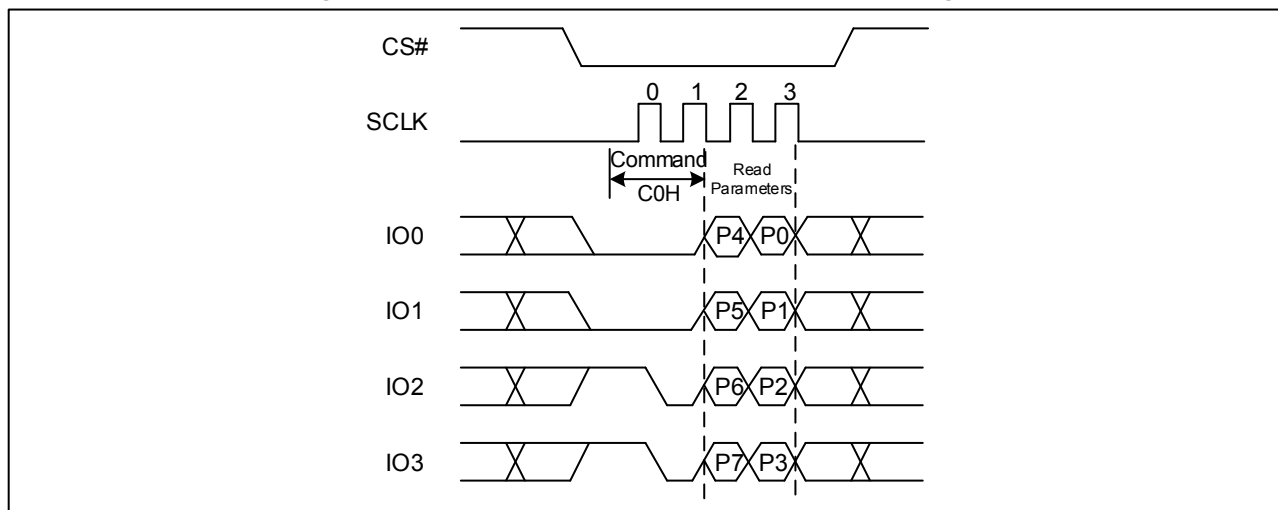 CS#
0 1 2 3
SCLK
Command
Read
Parameters
C0H
IO0
P4 P0
IO1
P5 P1
IO2
P6 P2
IO3
P7 P3